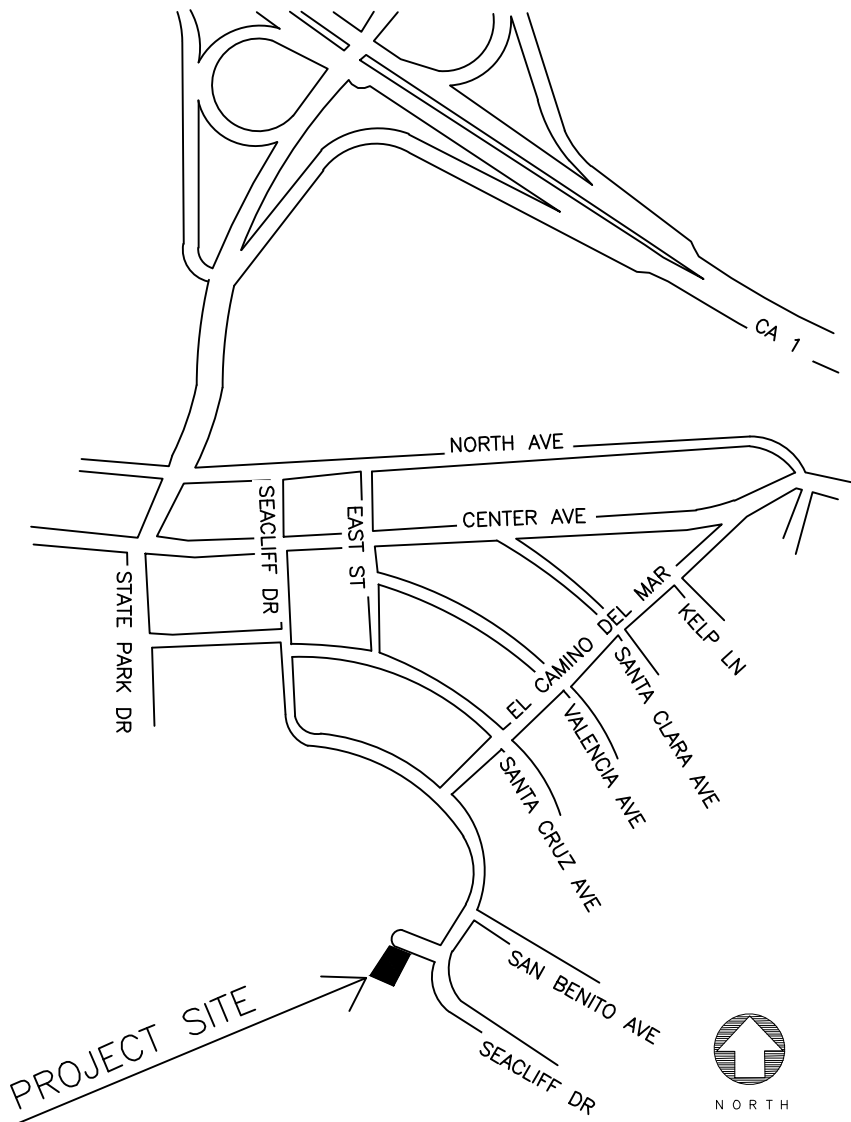 CA 1
NORTH AVE
SEACLIFF DR
EAST ST
CENTER AVE
STATE PARK DR
EL CAMINO DEL MAR
KELP LN
SANTA CLARA AVE
VALENCIA AVE
SANTA CRUZ AVE
SAN BENITO AVE
SEACLIFF DR
PROJECT SITE
NORTH